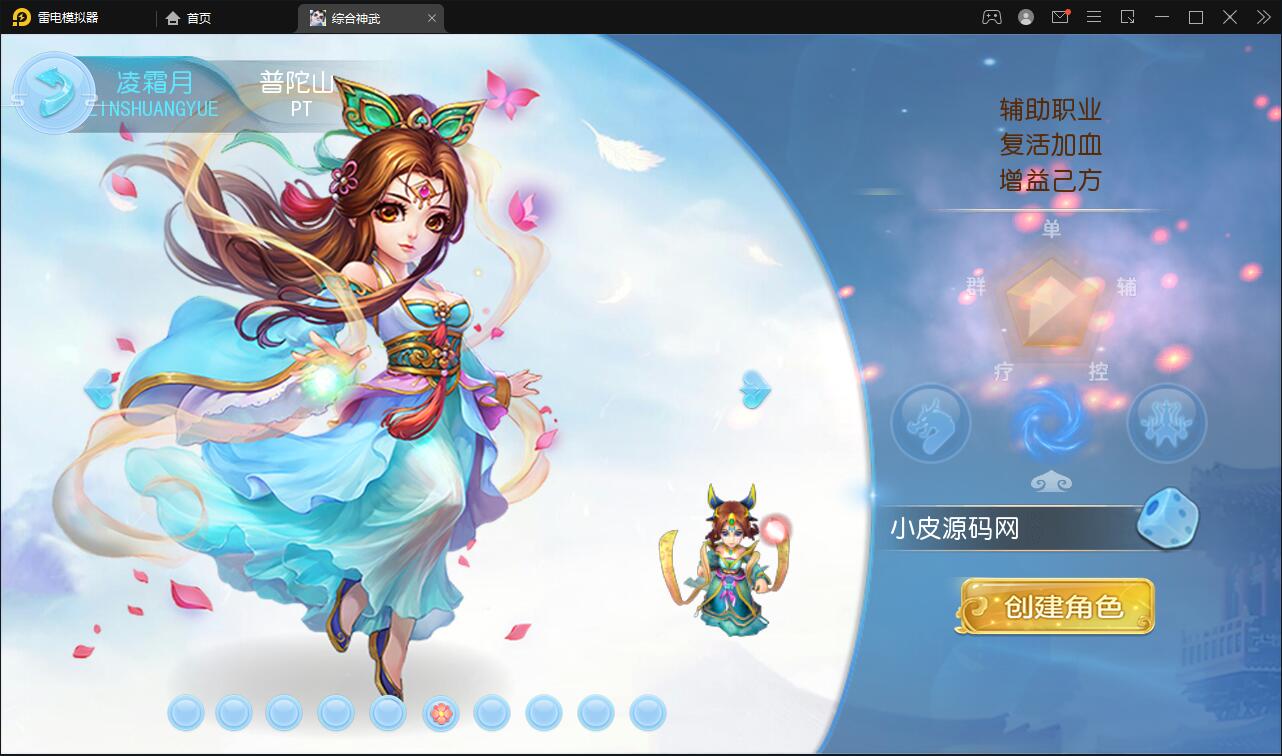 雷电模拟器
首页
综合神武
凌霜月
LINSHUANGYUE
普陀山
PT
辅助职业
复活加血
增益己方
单
群
辅
疗
控
小皮源码网
创建角色